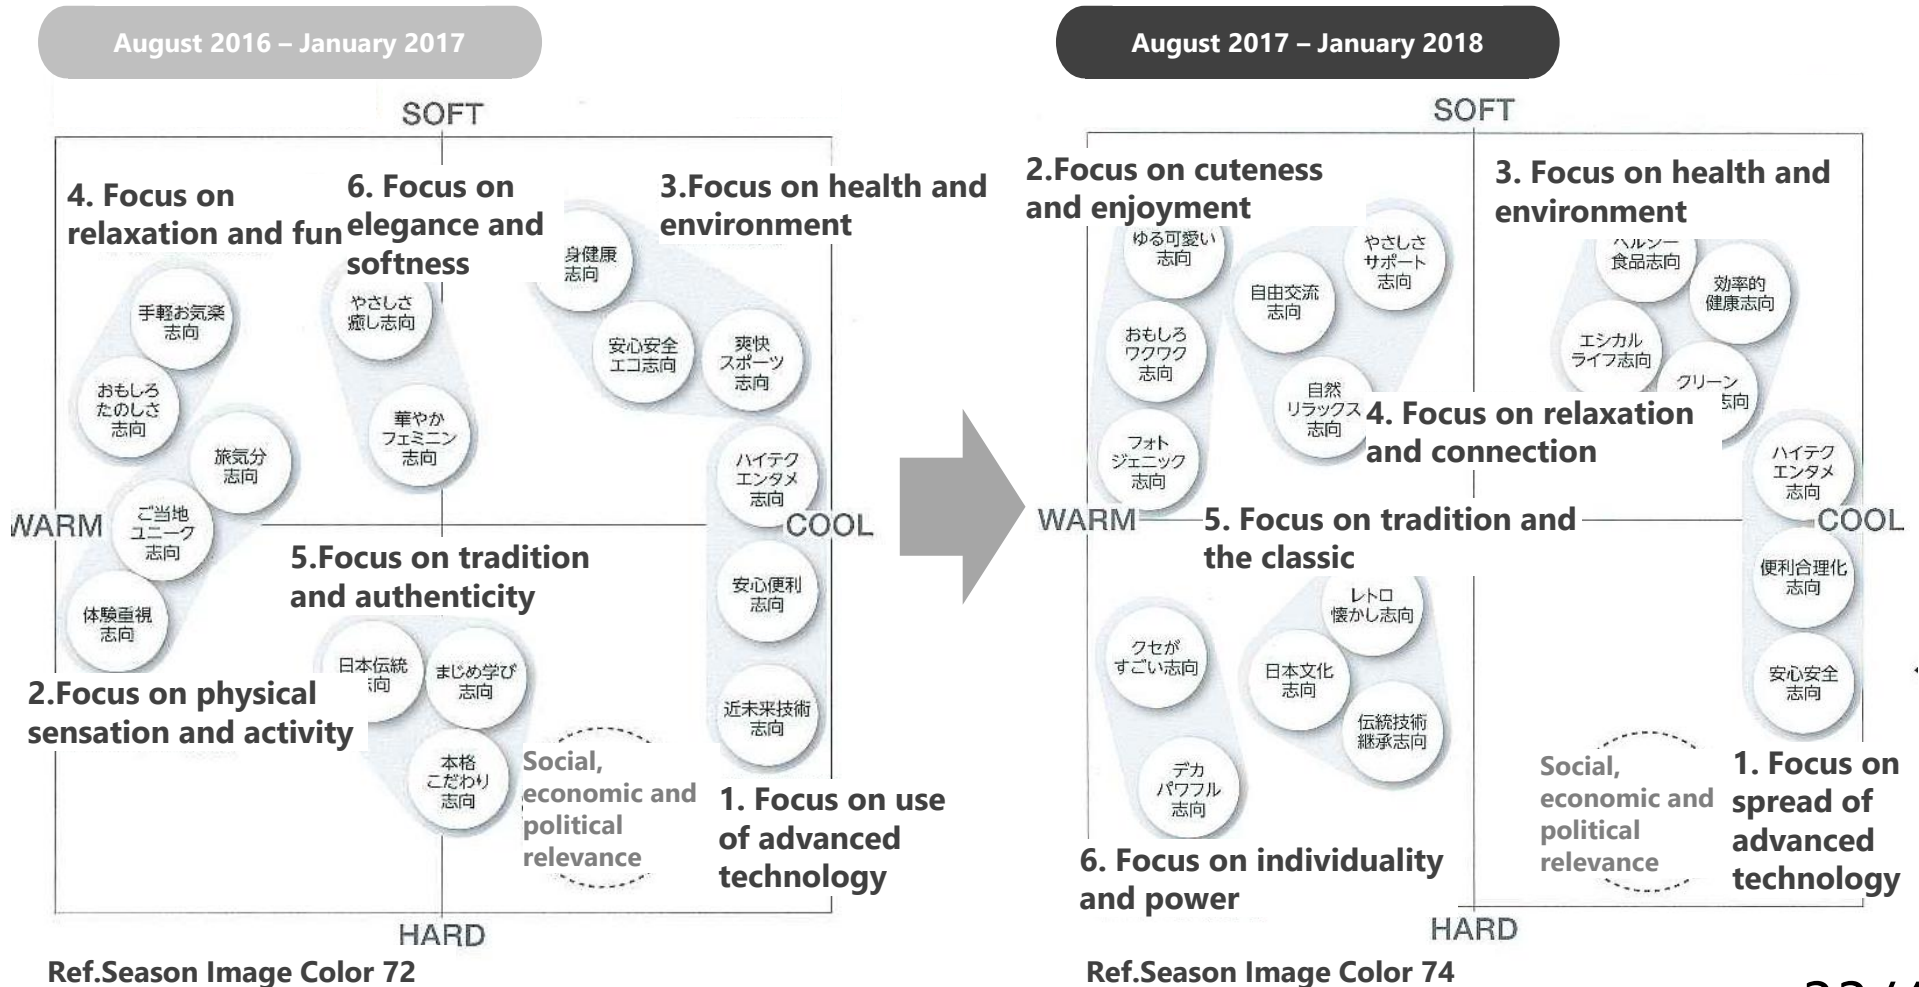 August 2016 – January 2017
SOFT
4. Focus on
relaxation and fun
6. Focus on
elegance and
softness
3.Focus on health and
environment
身健康
志向
手軽お気楽
志向
やさしさ
癒し志向
安心安全
エコ志向
爽快
スポーツ
志向
おもしろ
たのしさ
志向
華やか
フェミニン
志向
旅気分
志向
ハイテク
エンタメ
志向
WARM
ご当地
ユニーク
志向
COOL
5.Focus on tradition
and authenticity
安心便利
志向
体験重視
志向
日本伝統
志向
まじめ学び
志向
2.Focus on physical
sensation and activity
近未来技術
志向
本格
こだわり
志向
Social,
economic and
political
relevance
1. Focus on use
of advanced
technology
HARD
Ref.Season Image Color 72
August 2017 – January 2018
SOFT
2.Focus on cuteness
and enjoyment
3. Focus on health and
environment
ゆる可愛い
志向
やさしさ
サポート
志向
ヘルシー
食品志向
自由交流
志向
効率的
健康志向
おもしろ
ワクワク
志向
エシカル
ライフ志向
自然
リラックス
志向
クリーン
志向
4. Focus on relaxation
and connection
フォト
ジェニック
志向
ハイテク
エンタメ
志向
WARM
COOL
5. Focus on tradition and
the classic
便利合理化
志向
レトロ
懐かし志向
クセが
すごい志向
日本文化
志向
安心安全
志向
伝統技術
継承志向
デカ
パワフル
志向
Social,
economic and
political
relevance
1. Focus on
spread of
advanced
technology
6. Focus on individuality
and power
HARD
Ref.Season Image Color 74